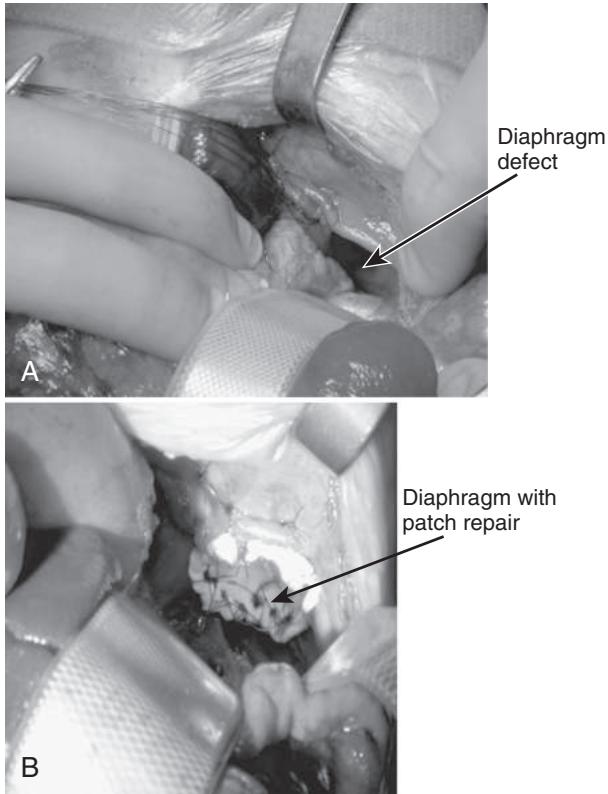 Diaphragm
defect
A
Diaphragm with
patch repair
B